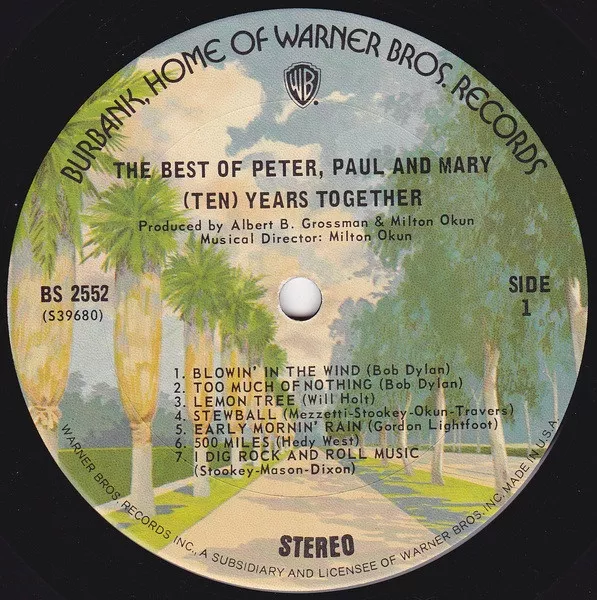 BURBANK, HOME OF WARNER BROS. RECORDS
WB
THE BEST OF PETER, PAUL AND MARY
(TEN) YEARS TOGETHER
Produced by Albert B. Grossman & Milton Okun
Musical Director: Milton Okun
BS 2552
(S39680)
SIDE
1
1. BLOWIN' IN THE WIND (Bob Dylan)
2. TOO MUCH OF NOTHING (Bob Dylan)
3. LEMON TREE (Will Holt)
4. STEWBALL (Mezzetti-Stookey-Okun-Travers)
5. EARLY MORNIN' RAIN (Gordon Lightfoot)
6. 500 MILES (Hedy West)
7. I DIG ROCK AND ROLL MUSIC
(Stookey-Mason-Dixon)
STEREO
WARNER BROS. RECORDS INC., A SUBSIDIARY AND LICENSEE OF WARNER BROS. INC. MADE IN U.S.A.